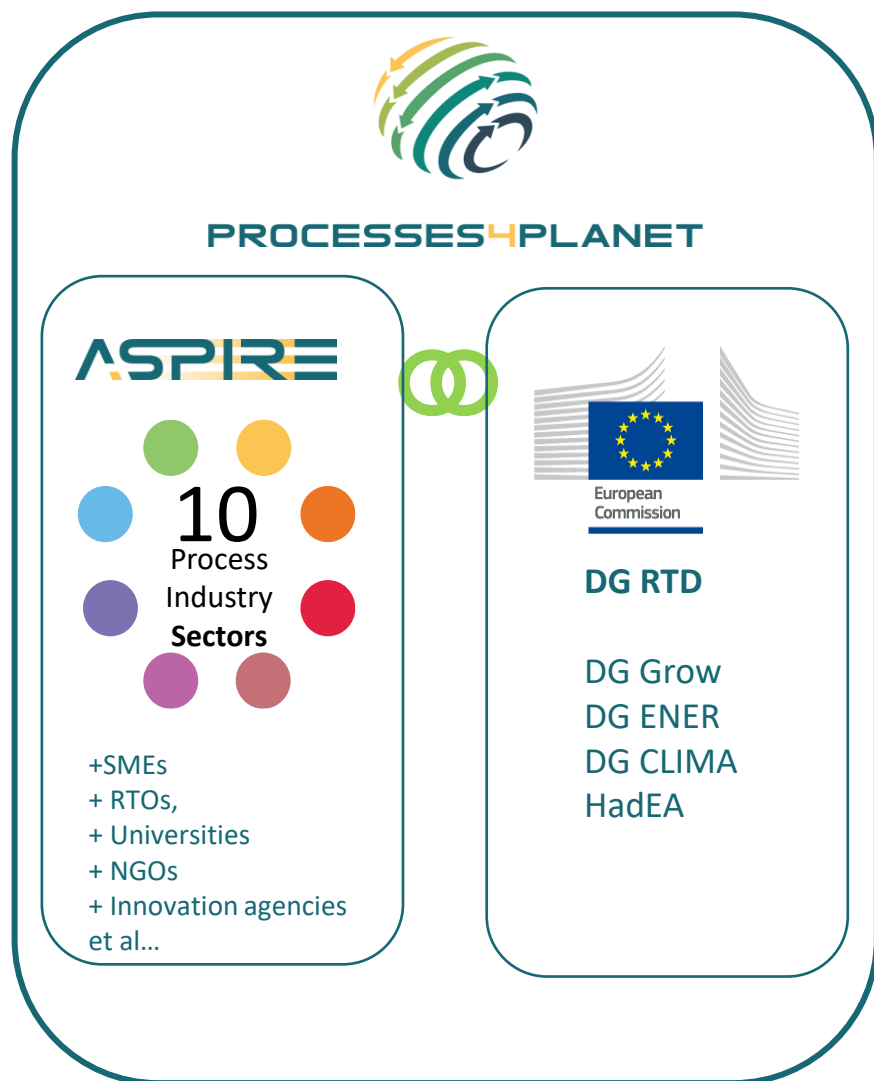 PROCESSES4PLANET
ASPIRE
10
Process
Industry
Sectors
+SMEs
+ RTOs,
+ Universities
+ NGOs
+ Innovation agencies
et al…
European
Commission
DG RTD
DG Grow
DG ENER
DG CLIMA
HadEA